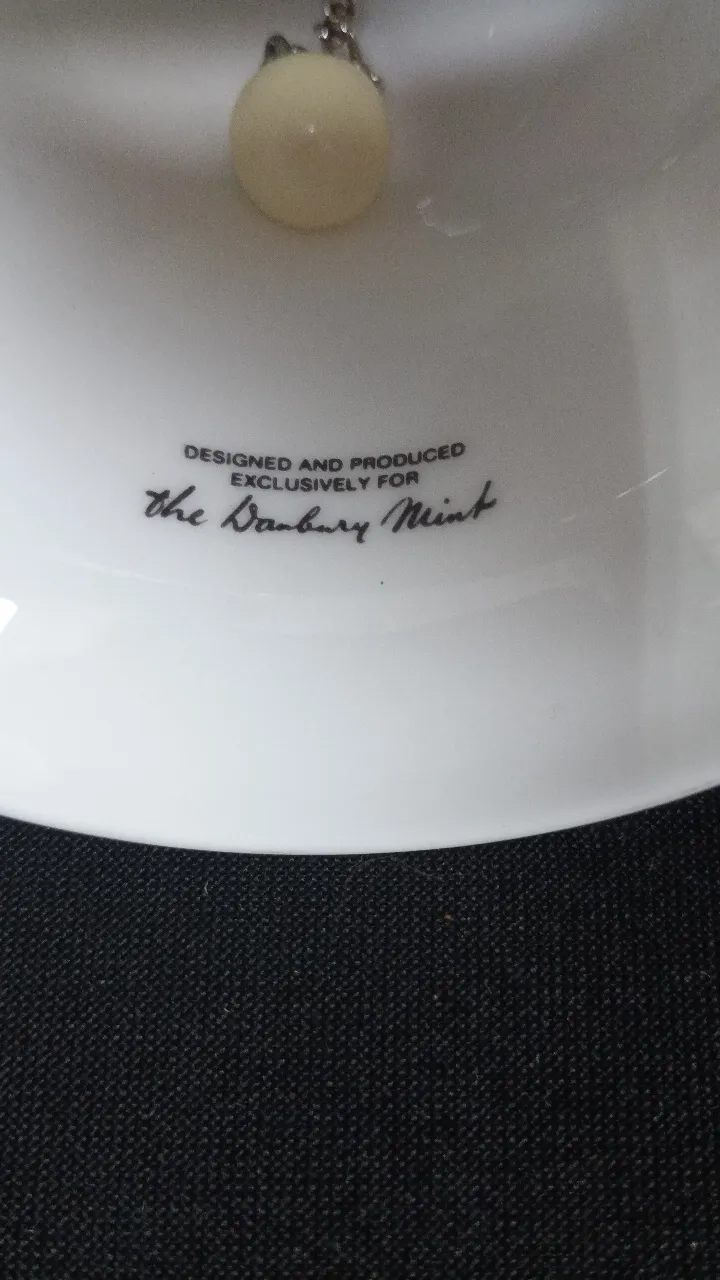 DESIGNED AND PRODUCED
EXCLUSIVELY FOR
the Danbury Mint